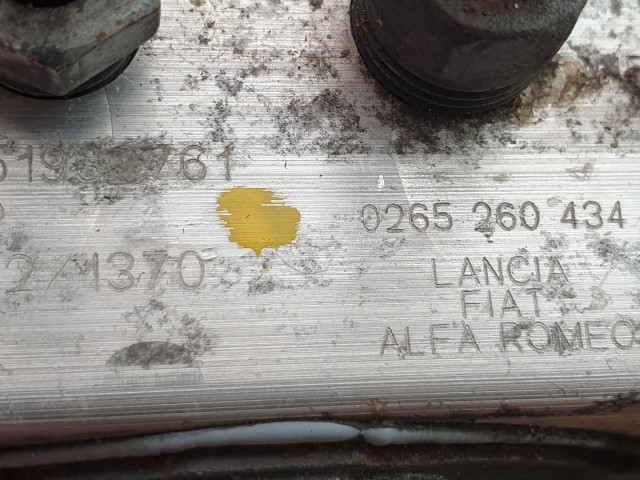 0265 260 434
2/1370
LANCIA
FIAT
ALFA ROMEO